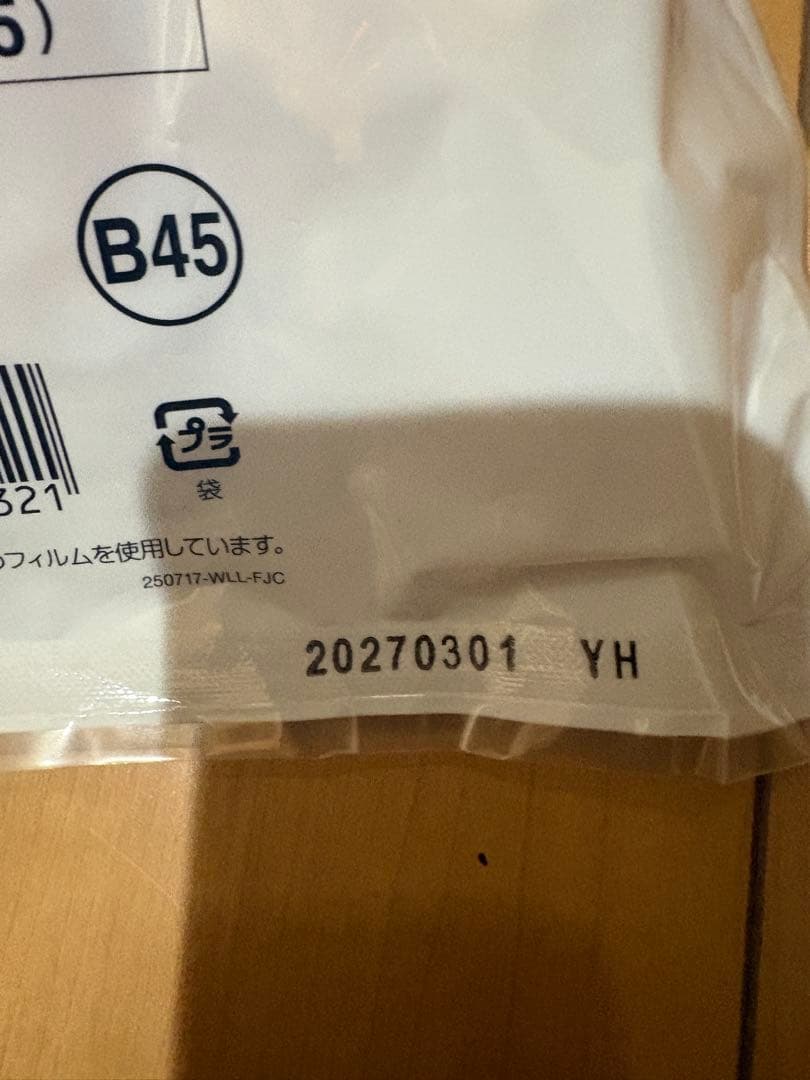 5)
B45
プラ
袋
321
フィルムを使用しています。
250717-WLL-FJC
20270301 YH